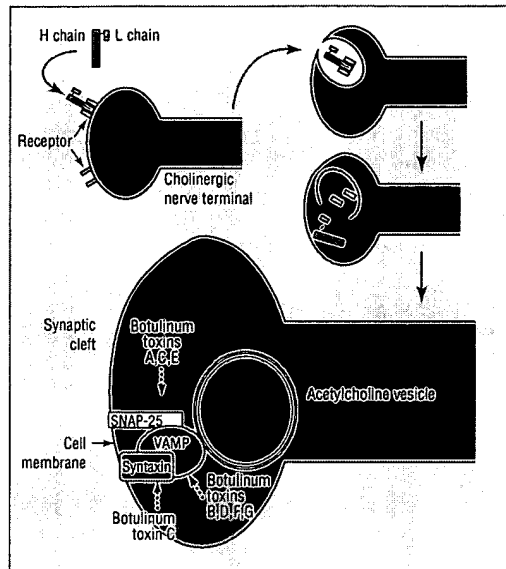 H chain L chain
Receptor
Cholinergic
nerve terminal
Synaptic
cleft
Botulinum
toxins
A,C,E
Acetylcholine vesicle
SNAP-25
VAMP
Cell
membrane
Syntaxin
Botulinum
toxins
B,D,F,G
Botulinum
toxin C